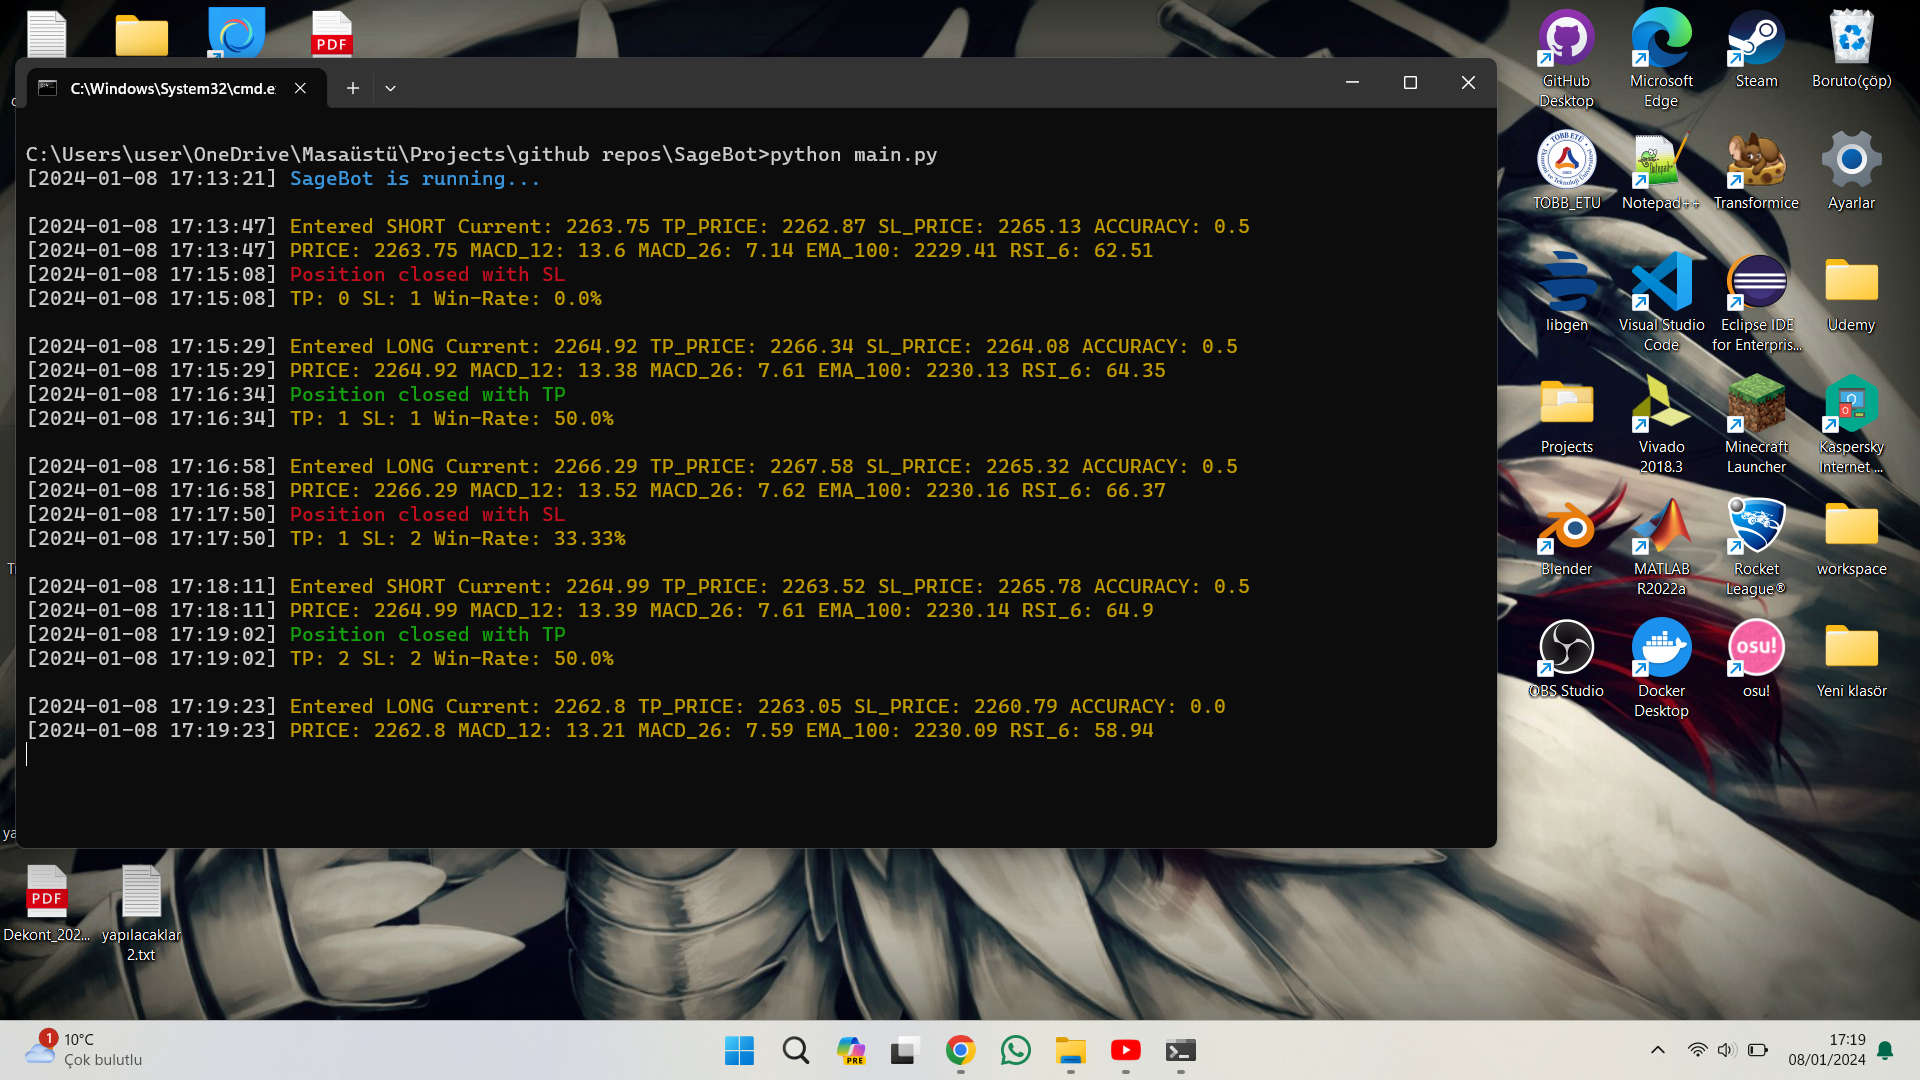 PDF
C:\Windows\System32\cmd.e
C:\Users\user\OneDrive\Masaüstü\Projects\github repos\SageBot>python main.py
[2024-01-08 17:13:21] SageBot is running...
[2024-01-08 17:13:47] Entered SHORT Current: 2263.75 TP_PRICE: 2262.87 SL_PRICE: 2265.13 ACCURACY: 0.5
[2024-01-08 17:13:47] PRICE: 2263.75 MACD_12: 13.6 MACD_26: 7.14 EMA_100: 2229.41 RSI_6: 62.51
[2024-01-08 17:15:08] Position closed with SL
[2024-01-08 17:15:08] TP: 0 SL: 1 Win-Rate: 0.0%
[2024-01-08 17:15:29] Entered LONG Current: 2264.92 TP_PRICE: 2266.34 SL_PRICE: 2264.08 ACCURACY: 0.5
[2024-01-08 17:15:29] PRICE: 2264.92 MACD_12: 13.38 MACD_26: 7.61 EMA_100: 2230.13 RSI_6: 64.35
[2024-01-08 17:16:34] Position closed with TP
[2024-01-08 17:16:34] TP: 1 SL: 1 Win-Rate: 50.0%
[2024-01-08 17:16:58] Entered LONG Current: 2266.29 TP_PRICE: 2267.58 SL_PRICE: 2265.32 ACCURACY: 0.5
[2024-01-08 17:16:58] PRICE: 2266.29 MACD_12: 13.52 MACD_26: 7.62 EMA_100: 2230.16 RSI_6: 66.37
[2024-01-08 17:17:50] Position closed with SL
[2024-01-08 17:17:50] TP: 1 SL: 2 Win-Rate: 33.33%
[2024-01-08 17:18:11] Entered SHORT Current: 2264.99 TP_PRICE: 2263.52 SL_PRICE: 2265.78 ACCURACY: 0.5
[2024-01-08 17:18:11] PRICE: 2264.99 MACD_12: 13.39 MACD_26: 7.61 EMA_100: 2230.14 RSI_6: 64.9
[2024-01-08 17:19:02] Position closed with TP
[2024-01-08 17:19:02] TP: 2 SL: 2 Win-Rate: 50.0%
[2024-01-08 17:19:23] Entered LONG Current: 2262.8 TP_PRICE: 2263.05 SL_PRICE: 2260.79 ACCURACY: 0.0
[2024-01-08 17:19:23] PRICE: 2262.8 MACD_12: 13.21 MACD_26: 7.59 EMA_100: 2230.09 RSI_6: 58.94
GitHub
Desktop
Microsoft
Edge
Steam
Boruto(çöp)
TOBB_ETU
Notepad++
Transformice
Ayarlar
libgen
Visual Studio
Code
Eclipse IDE
for Enterpris...
Udemy
Projects
Vivado
2018.3
Minecraft
Launcher
Kaspersky
Internet ...
Blender
MATLAB
R2022a
Rocket
League®
workspace
OBS Studio
Docker
Desktop
osu!
osu!
Yeni klasör
PDF
Dekont_202...
yapılacaklar
2.txt
1
10°C
Çok bulutlu
PRE
17:19
08/01/2024